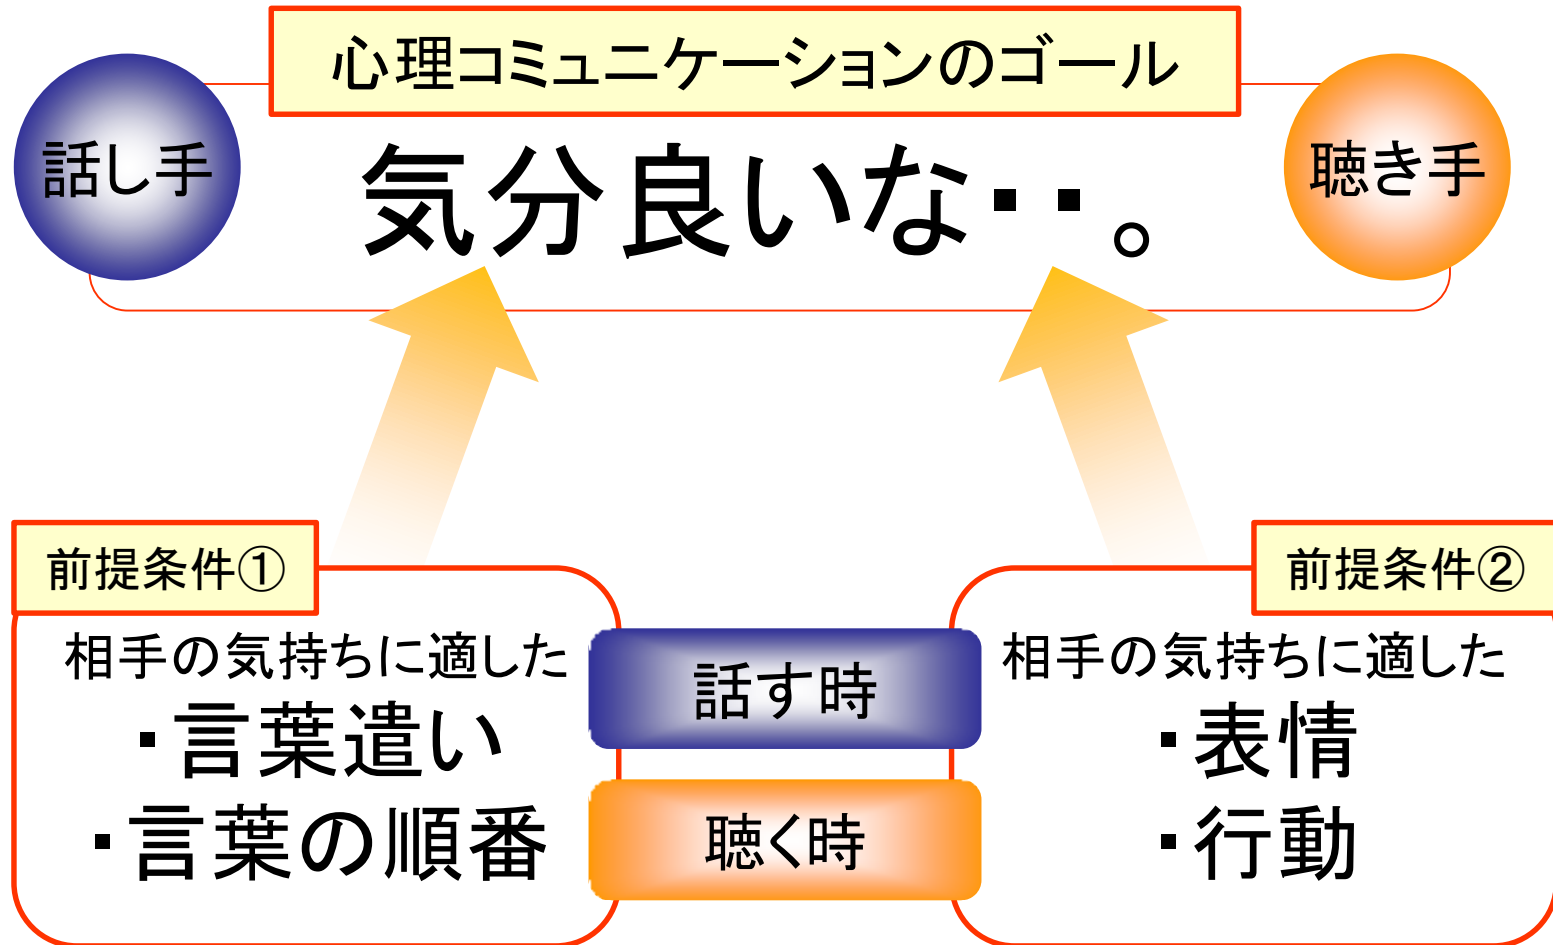 心理コミュニケーションのゴール
話し手
気分良いな・・。
聴き手
前提条件①
相手の気持ちに適した
・言葉遣い
・言葉の順番
話す時
聴く時
前提条件②
相手の気持ちに適した
・表情
・行動